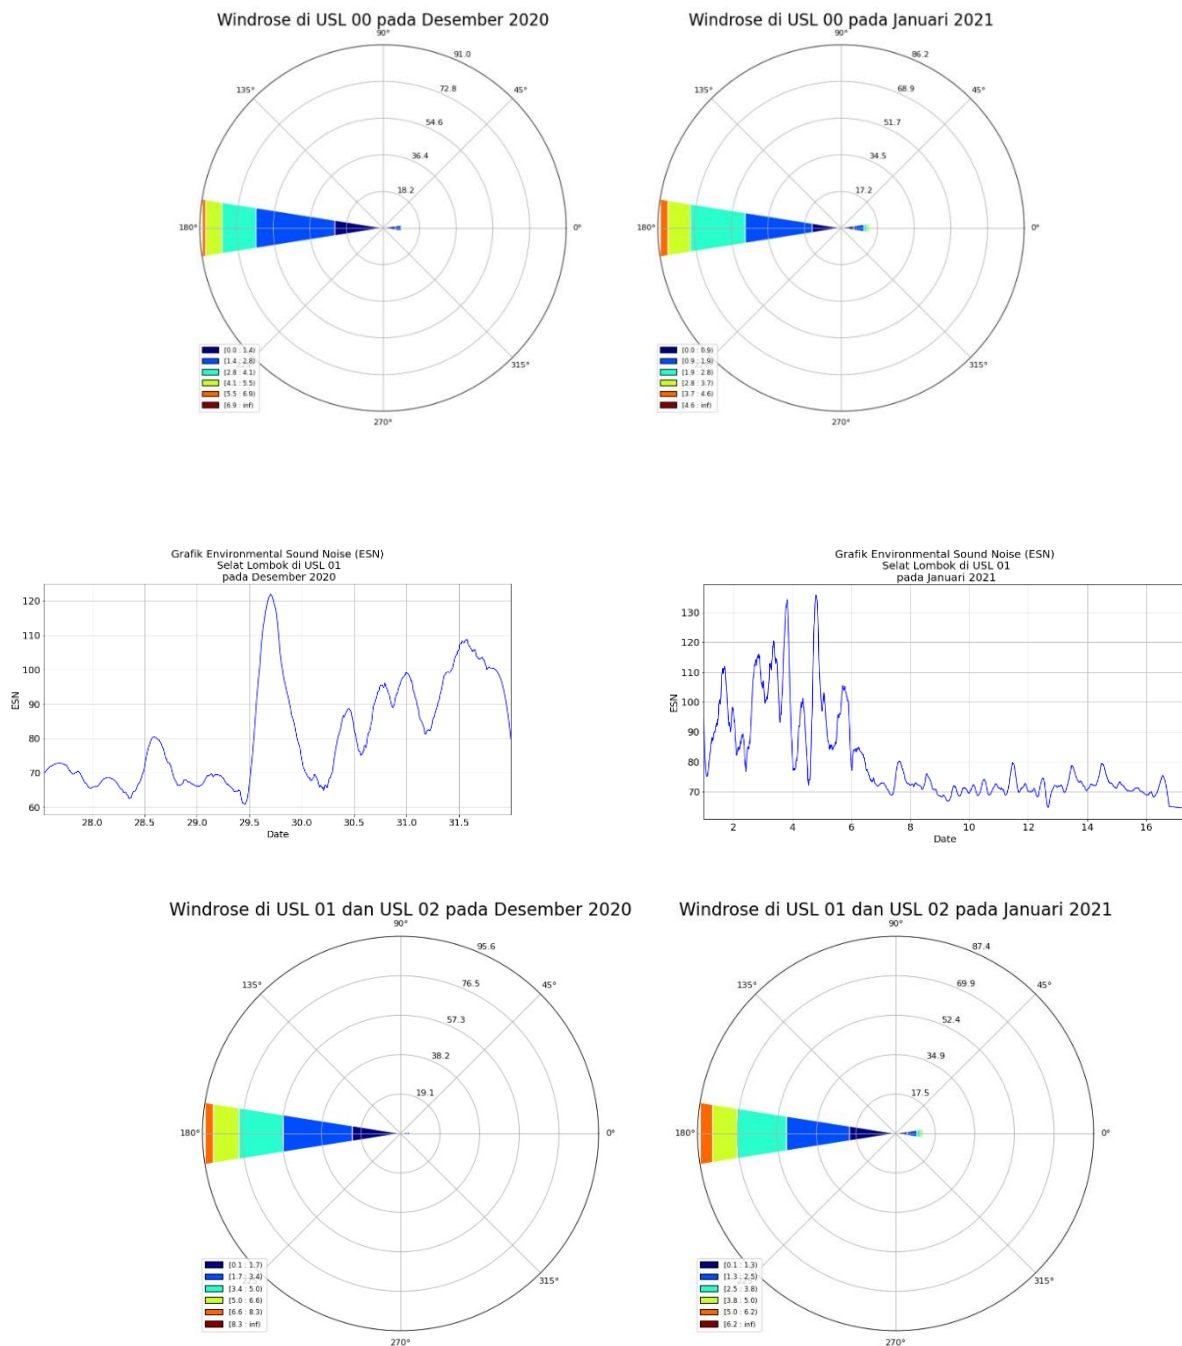 Windrose di USL 00 pada Desember 2020
90°
91.0
135°
45°
72.8
54.6
36.4
18.2
180°
0°
[0.0 : 1.4)
[1.4 : 2.8)
[2.8 : 4.1)
[4.1 : 5.5)
[5.5 : 6.9)
[6.9 : inf)
315°
270°
Windrose di USL 00 pada Januari 2021
90°
86.2
135°
45°
68.9
51.7
34.5
17.2
180°
0°
[0.0 : 0.9)
[0.9 : 1.9)
[1.9 : 2.8)
[2.8 : 3.7)
[3.7 : 4.6)
[4.6 : inf)
315°
270°
Grafik Environmental Sound Noise (ESN)
Selat Lombok di USL 01
pada Desember 2020
120
110
100
90
80
70
60
ESN
28.0 28.5 29.0 29.5 30.0 30.5 31.0 31.5
Date
Grafik Environmental Sound Noise (ESN)
Selat Lombok di USL 01
pada Januari 2021
130
120
110
100
90
80
70
ESN
2 4 6 8 10 12 14 16
Date
Windrose di USL 01 dan USL 02 pada Desember 2020
90°
95.6
135°
45°
76.5
57.3
38.2
19.1
180°
0°
[0.1 : 1.7)
[1.7 : 3.4)
[3.4 : 5.0)
[5.0 : 6.6)
[6.6 : 8.3)
[8.3 : inf)
315°
270°
Windrose di USL 01 dan USL 02 pada Januari 2021
90°
87.4
135°
45°
69.9
52.4
34.9
17.5
180°
0°
[0.1 : 1.3)
[1.3 : 2.5)
[2.5 : 3.8)
[3.8 : 5.0)
[5.0 : 6.2)
[6.2 : inf)
315°
270°